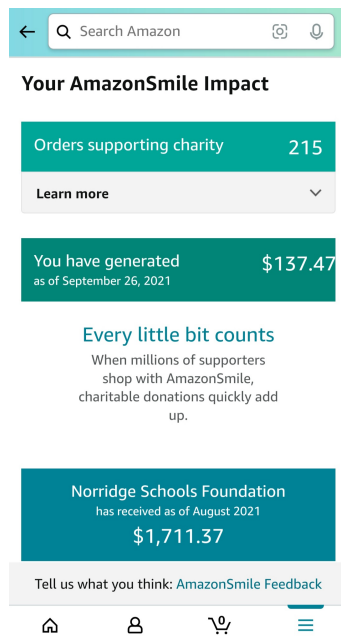 Search Amazon
Your AmazonSmile Impact
Orders supporting charity 215
Learn more
You have generated $137.47
as of September 26, 2021
Every little bit counts
When millions of supporters
shop with AmazonSmile,
charitable donations quickly add
up.
Norridge Schools Foundation
has received as of August 2021
$1,711.37
Tell us what you think: AmazonSmile Feedback
0